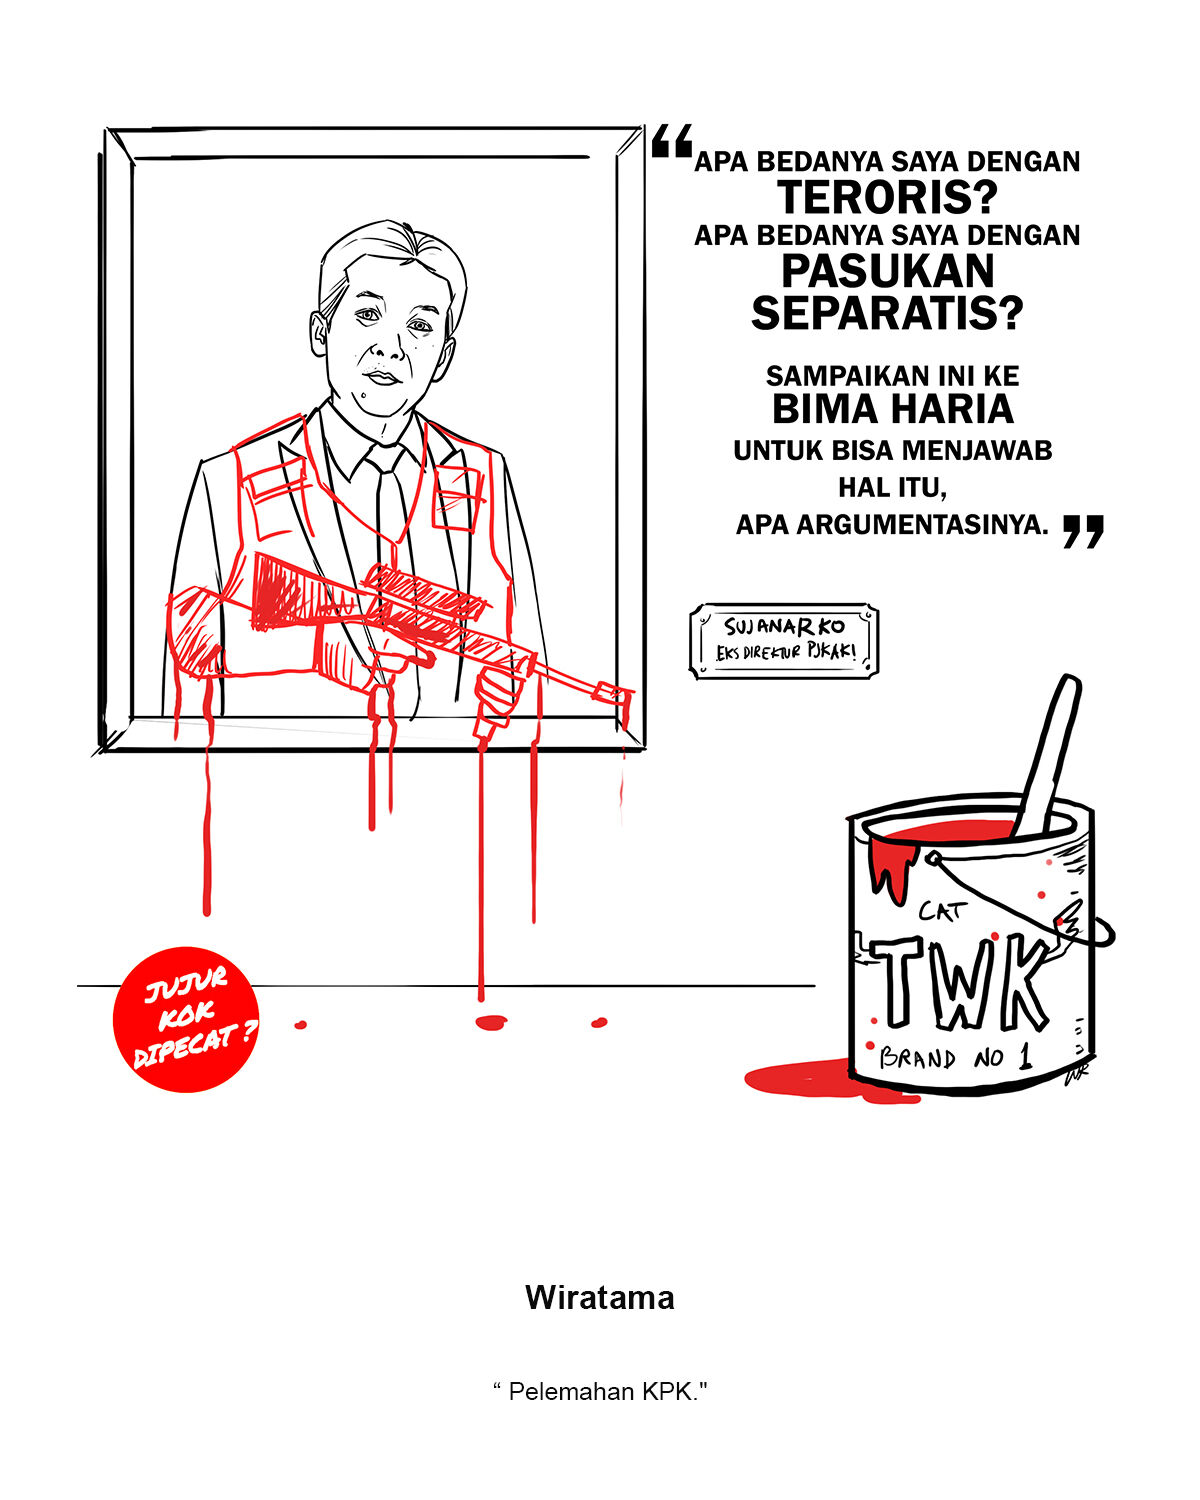 “APA BEDANYA SAYA DENGAN
TERORIS?
APA BEDANYA SAYA DENGAN
PASUKAN
SEPARATIS?
SAMPAIKAN INI KE
BIMA HARIA
UNTUK BISA MENJAWAB
HAL ITU,
APA ARGUMENTASINYA.”
SUJANARKO
EKS DIREKTUR PJKAKI
CAT
TWK
BRAND NO 1
JUJUR
KOK
DIPECAT?
Wiratama
“ Pelemahan KPK."